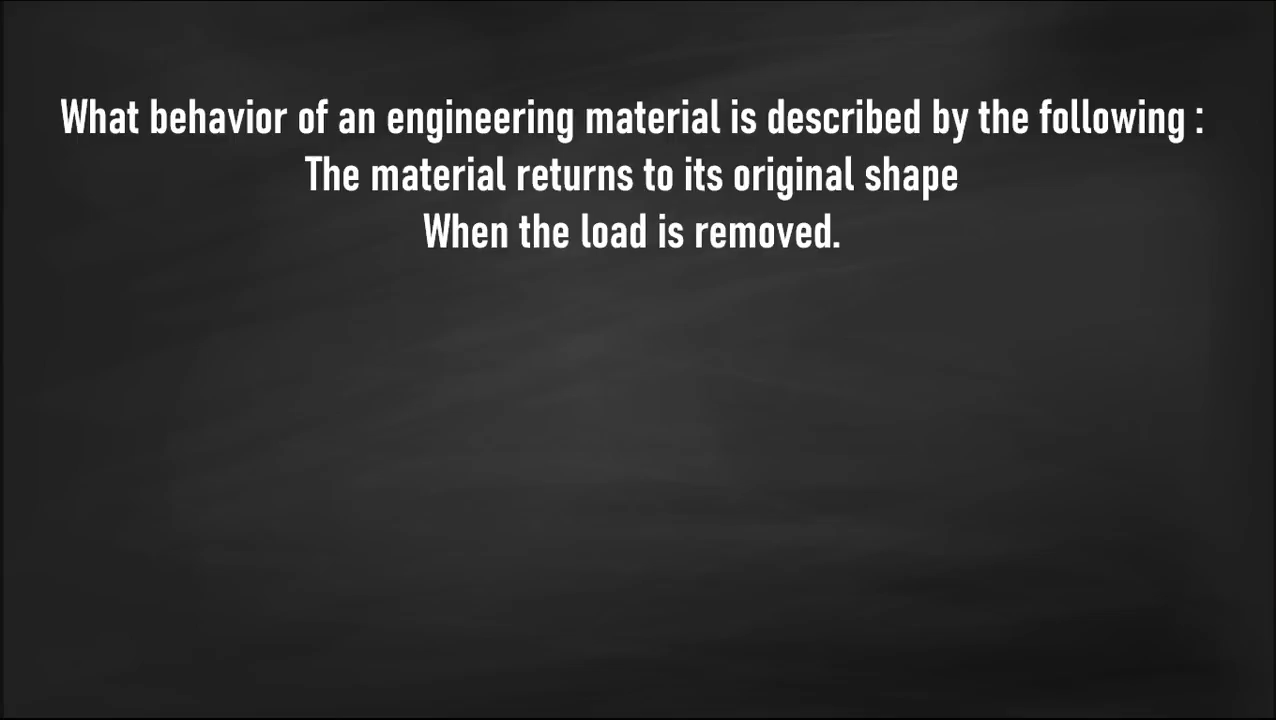 What behavior of an engineering material is described by the following :
The material returns to its original shape
When the load is removed.